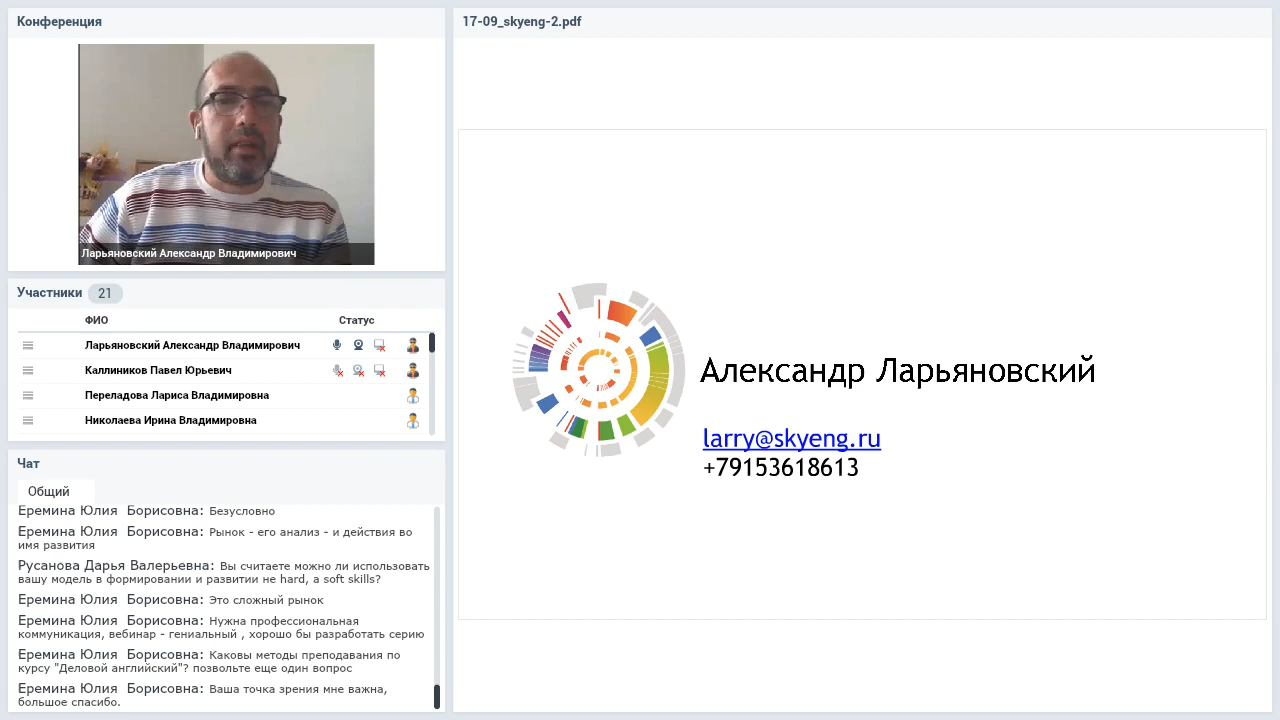 Конференция
Ларьяновский Александр Владимирович
Участники 21
ФИО Статус
Ларьяновский Александр Владимирович
Каллиников Павел Юрьевич
Переладова Лариса Владимировна
Николаева Ирина Владимировна
Чат
Общий
Еремина Юлия Борисовна: Безусловно
Еремина Юлия Борисовна: Рынок - его анализ - и действия во
имя развития
Русанова Дарья Валерьевна: Вы считаете можно ли использовать
вашу модель в формировании и развитии не hard, а soft skills?
Еремина Юлия Борисовна: Это сложный рынок
Еремина Юлия Борисовна: Нужна профессиональная
коммуникация, вебинар - гениальный , хорошо бы разработать серию
Еремина Юлия Борисовна: Каковы методы преподавания по
курсу "Деловой английский"? позвольте еще один вопрос
Еремина Юлия Борисовна: Ваша точка зрения мне важна,
большое спасибо.
17-09_skyeng-2.pdf
Александр Ларьяновский
larry@skyeng.ru
+79153618613